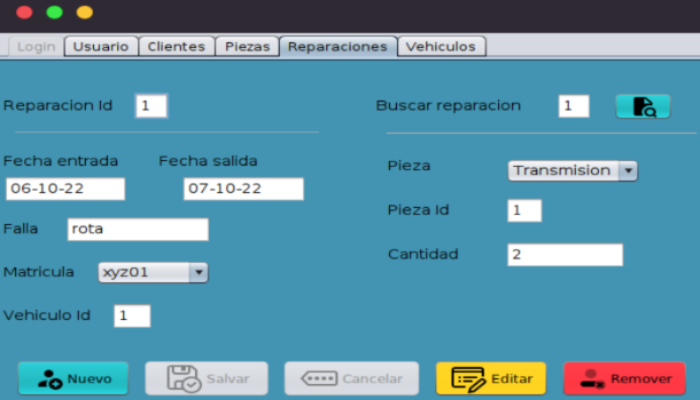 Login Usuario Clientes Piezas Reparaciones Vehiculos
Reparacion Id 1
Buscar reparacion 1
Fecha entrada Fecha salida
06-10-22 07-10-22
Falla rota
Matricula xyz01
Vehiculo Id 1
Pieza Transmision
Pieza Id 1
Cantidad 2
Nuevo Salvar Cancelar Editar Remover